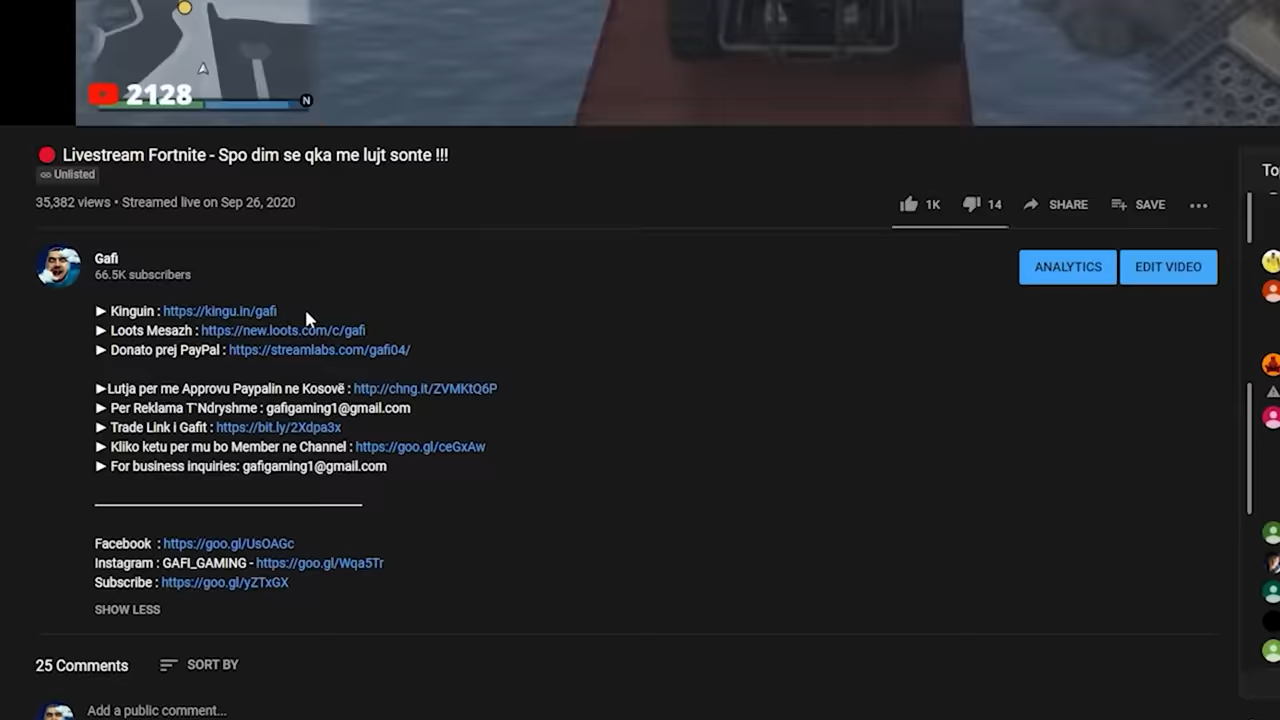 2128
N
Livestream Fortnite - Spo dim se qka me lujt sonte !!!
Unlisted
35,382 views • Streamed live on Sep 26, 2020
1K
14
SHARE
SAVE
Gafi
66.5K subscribers
ANALYTICS
EDIT VIDEO
► Kinguin : https://kingu.in/gafi
► Loots Mesazh : https://new.loots.com/c/gafi
► Donato prej PayPal : https://streamlabs.com/gafi04/
►Lutja per me Approvu Paypalin ne Kosovë : http://chng.it/ZVMKtQ6P
► Per Reklama T`Ndryshme : gafigaming1@gmail.com
► Trade Link i Gafit : https://bit.ly/2Xdpa3x
► Kliko ketu per mu bo Member ne Channel : https://goo.gl/ceGxAw
► For business inquiries: gafigaming1@gmail.com
Facebook : https://goo.gl/UsOAGc
Instagram : GAFI_GAMING - https://goo.gl/Wqa5Tr
Subscribe : https://goo.gl/yZTxGX
SHOW LESS
25 Comments
SORT BY
Add a public comment...